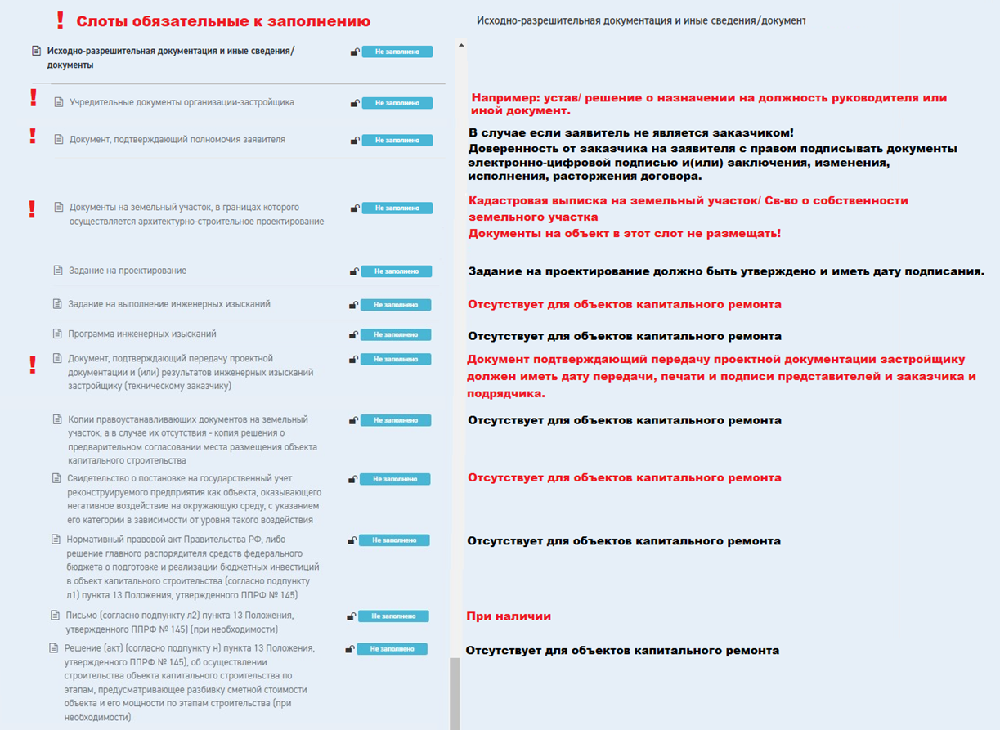 ! Слоты обязательные к заполнению
Исходно-разрешительная документация и иные сведения/документ
Исходно-разрешительная документация и иные сведения/
документы
Не заполнено
! Учредительные документы организации-застройщика
Не заполнено
Например: устав/ решение о назначении на должность руководителя или
иной документ.
! Документ, подтверждающий полномочия заявителя
Не заполнено
В случае если заявитель не является заказчиком!
Доверенность от заказчика на заявителя с правом подписывать документы
электронно-цифровой подписью и(или) заключения, изменения,
исполнения, расторжения договора.
! Документы на земельный участок, в границах которого
осуществляется архитектурно-строительное проектирование
Не заполнено
Кадастровая выписка на земельный участок/ Св-во о собственности
земельного участка
Документы на объект в этот слот не размещать!
Задание на проектирование
Не заполнено
Задание на проектирование должно быть утверждено и иметь дату подписания.
Задание на выполнение инженерных изысканий
Не заполнено
Отсутствует для объектов капитального ремонта
Программа инженерных изысканий
Не заполнено
Отсутствует для объектов капитального ремонта
! Документ, подтверждающий передачу проектной
документации и (или) результатов инженерных изысканий
застройщику (техническому заказчику)
Не заполнено
Документ подтверждающий передачу проектной документации застройщику
должен иметь дату передачи, печати и подписи представителей и заказчика и
подрядчика.
Копии правоустанавливающих документов на земельный
участок, а в случае их отсутствия - копия решения о
предварительном согласовании места размещения объекта
капитального строительства
Не заполнено
Отсутствует для объектов капитального ремонта
Свидетельство о постановке на государственный учет
реконструируемого предприятия как объекта, оказывающего
негативное воздействие на окружающую среду, с указанием
его категории в зависимости от уровня такого воздействия
Не заполнено
Отсутствует для объектов капитального ремонта
Нормативный правовой акт Правительства РФ, либо
решение главного распорядителя средств федерального
бюджета о подготовке и реализации бюджетных инвестиций
в объект капитального строительства (согласно подпункту
л1) пункта 13 Положения, утвержденного ППРФ № 145)
Не заполнено
Отсутствует для объектов капитального ремонта
Письмо (согласно подпункту л2) пункта 13 Положения,
утвержденного ППРФ № 145) (при необходимости)
Не заполнено
При наличии
Решение (акт) (согласно подпункту н) пункта 13 Положения,
утвержденного ППРФ № 145), об осуществлении
строительства объекта капитального строительства по
этапам, предусматривающее разбивку сметной стоимости
объекта и его мощности по этапам строительства (при
необходимости)
Не заполнено
Отсутствует для объектов капитального ремонта